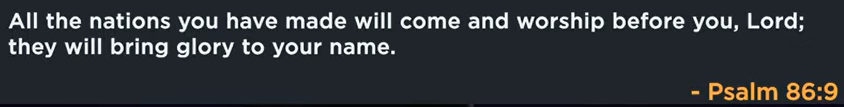 All the nations you have made will come and worship before you, Lord;
they will bring glory to your name.
- Psalm 86:9